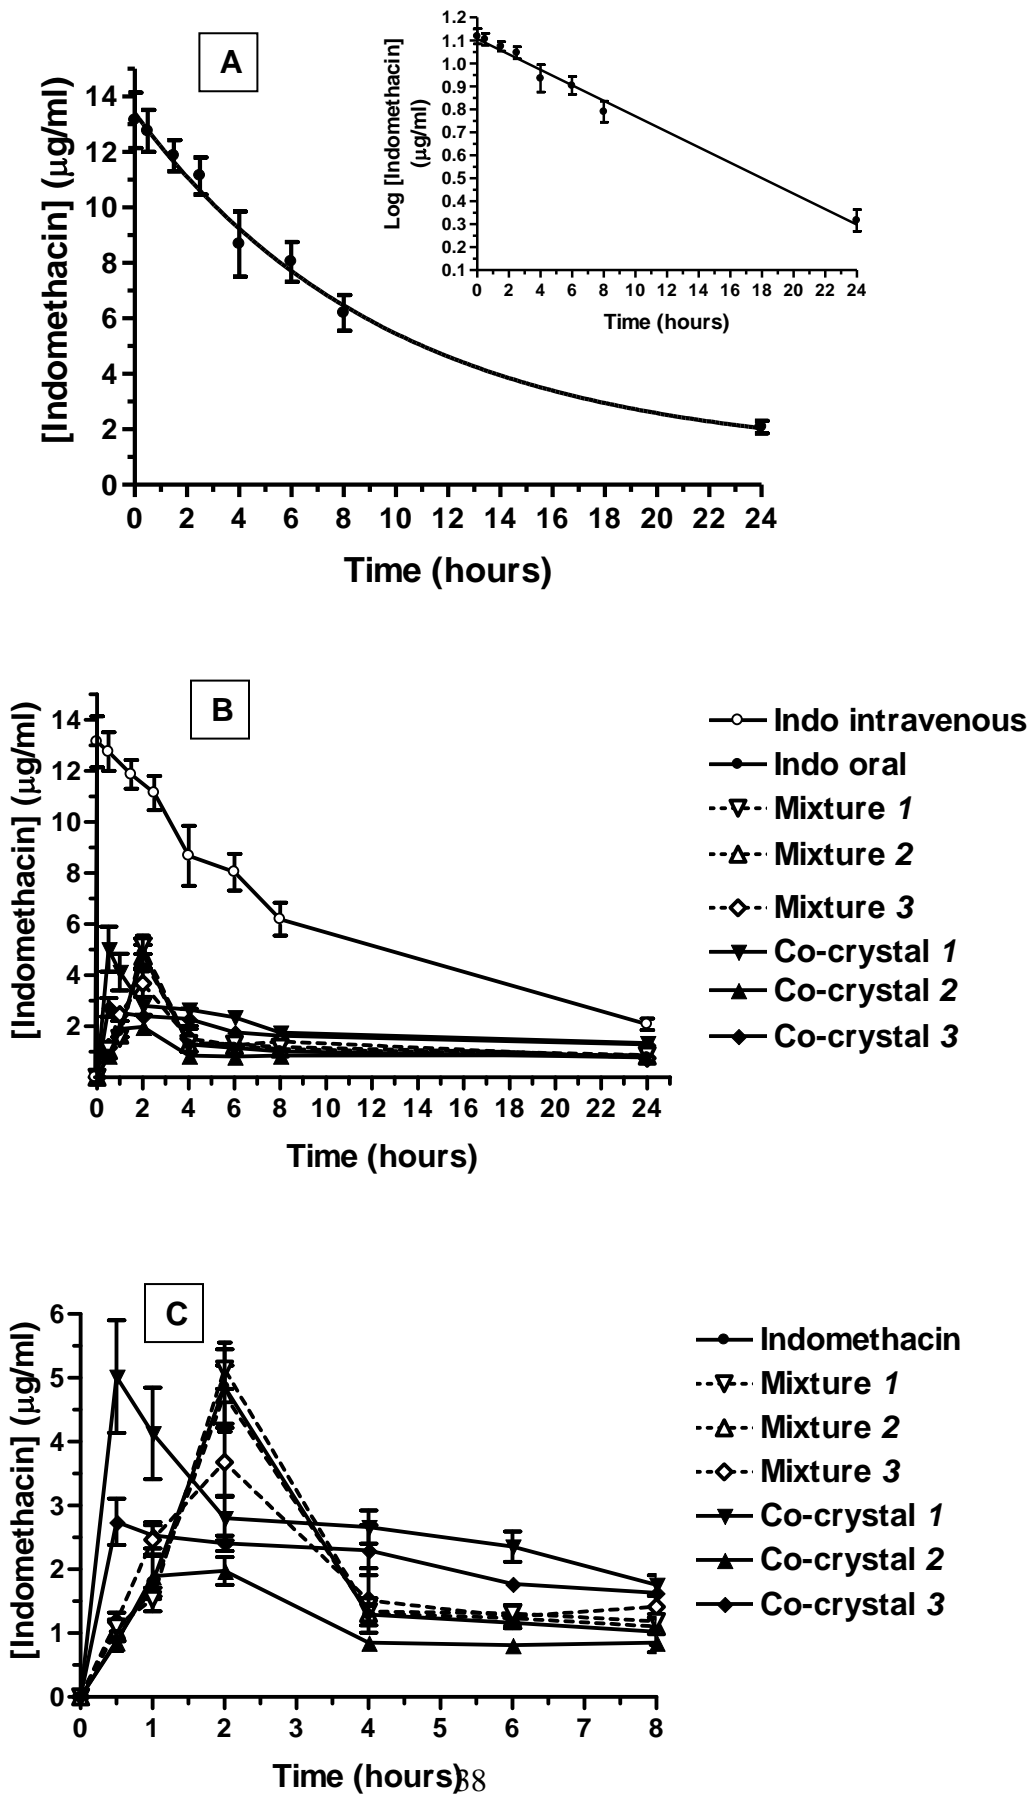 A
[Indomethacin] (µg/ml)
14
12
10
8
6
4
2
0
0 2 4 6 8 10 12 14 16 18 20 22 24
Time (hours)
Log [Indomethacin]
(µg/ml)
1.2
1.1
1.0
0.9
0.8
0.7
0.6
0.5
0.4
0.3
0.2
0.1
0 2 4 6 8 10 12 14 16 18 20 22 24
Time (hours)
B
[Indomethacin] (µg/ml)
14
12
10
8
6
4
2
0 2 4 6 8 10 12 14 16 18 20 22 24
Time (hours)
Indo intravenous
Indo oral
Mixture 1
Mixture 2
Mixture 3
Co-crystal 1
Co-crystal 2
Co-crystal 3
C
[Indomethacin] (µg/ml)
6
5
4
3
2
1
0
0 1 2 3 4 5 6 7 8
Time (hours)
38
Indomethacin
Mixture 1
Mixture 2
Mixture 3
Co-crystal 1
Co-crystal 2
Co-crystal 3